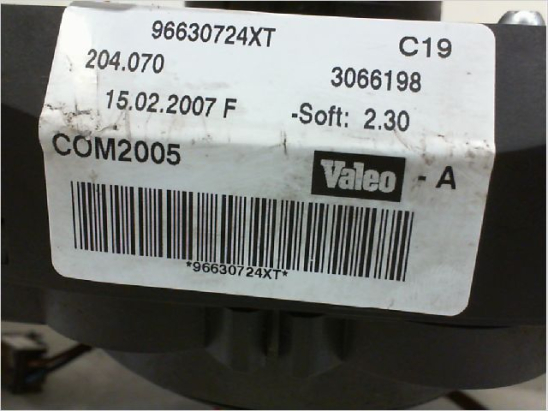 96630724XT C19
204.070 3066198
15.02.2007 F -Soft: 2.30
COM2005 Valeo - A
*96630724XT*